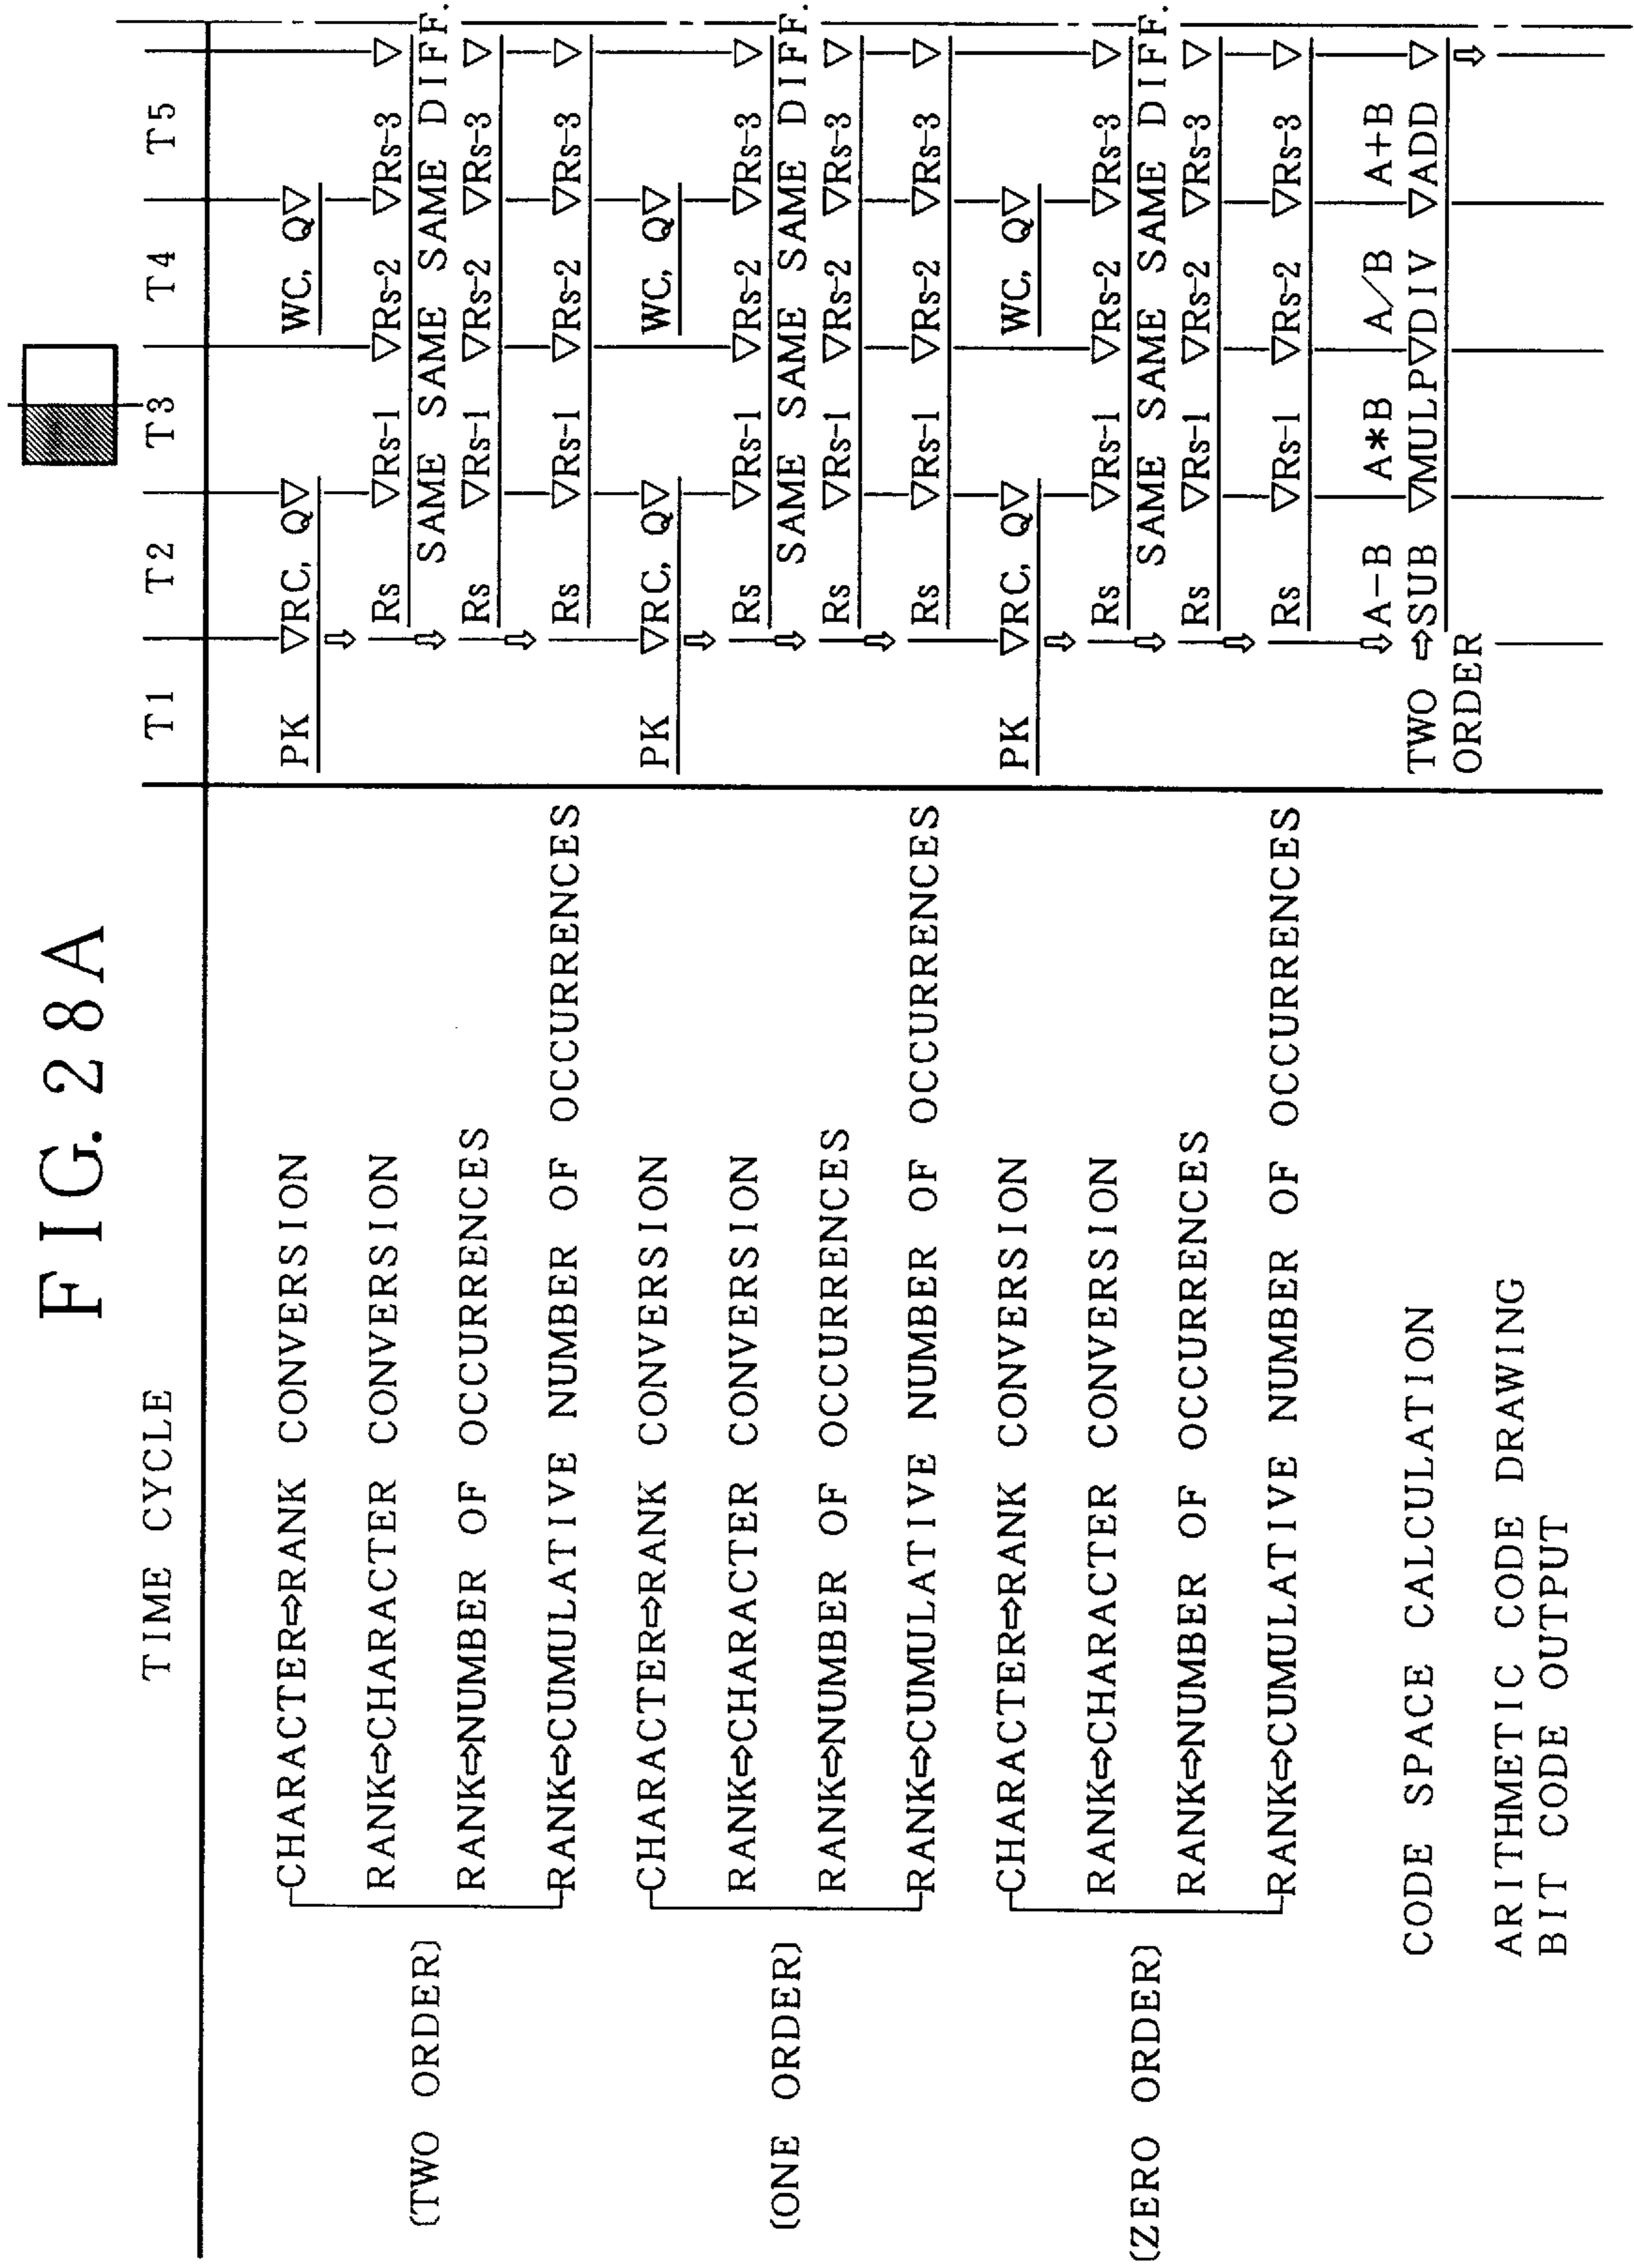 FIG. 28A
TIME CYCLE T1 T2 T3 T4 T5
(TWO ORDER)
CHARACTER⇨RANK CONVERSION PK ▽RC, Q▽ WC, Q▽
RANK⇨CHARACTER CONVERSION Rs ▽Rs-1 ▽Rs-2 ▽Rs-3 ▽
SAME SAME SAME DIFF.
RANK⇨NUMBER OF OCCURRENCES Rs ▽Rs-1 ▽Rs-2 ▽Rs-3 ▽
RANK⇨CUMULATIVE NUMBER OF OCCURRENCES Rs ▽Rs-1 ▽Rs-2 ▽Rs-3 ▽
(ONE ORDER)
CHARACTER⇨RANK CONVERSION PK ▽RC, Q▽ WC, Q▽
RANK⇨CHARACTER CONVERSION Rs ▽Rs-1 ▽Rs-2 ▽Rs-3 ▽
SAME SAME SAME DIFF.
RANK⇨NUMBER OF OCCURRENCES Rs ▽Rs-1 ▽Rs-2 ▽Rs-3 ▽
RANK⇨CUMULATIVE NUMBER OF OCCURRENCES Rs ▽Rs-1 ▽Rs-2 ▽Rs-3 ▽
(ZERO ORDER)
CHARACTER⇨RANK CONVERSION PK ▽RC, Q▽ WC, Q▽
RANK⇨CHARACTER CONVERSION Rs ▽Rs-1 ▽Rs-2 ▽Rs-3 ▽
SAME SAME SAME DIFF.
RANK⇨NUMBER OF OCCURRENCES Rs ▽Rs-1 ▽Rs-2 ▽Rs-3 ▽
RANK⇨CUMULATIVE NUMBER OF OCCURRENCES Rs ▽Rs-1 ▽Rs-2 ▽Rs-3 ▽
A-B A*B A/B A+B
CODE SPACE CALCULATION TWO ⇨SUB ▽MULP▽DIV ▽ADD ▽
ORDER
ARITHMETIC CODE DRAWING
BIT CODE OUTPUT